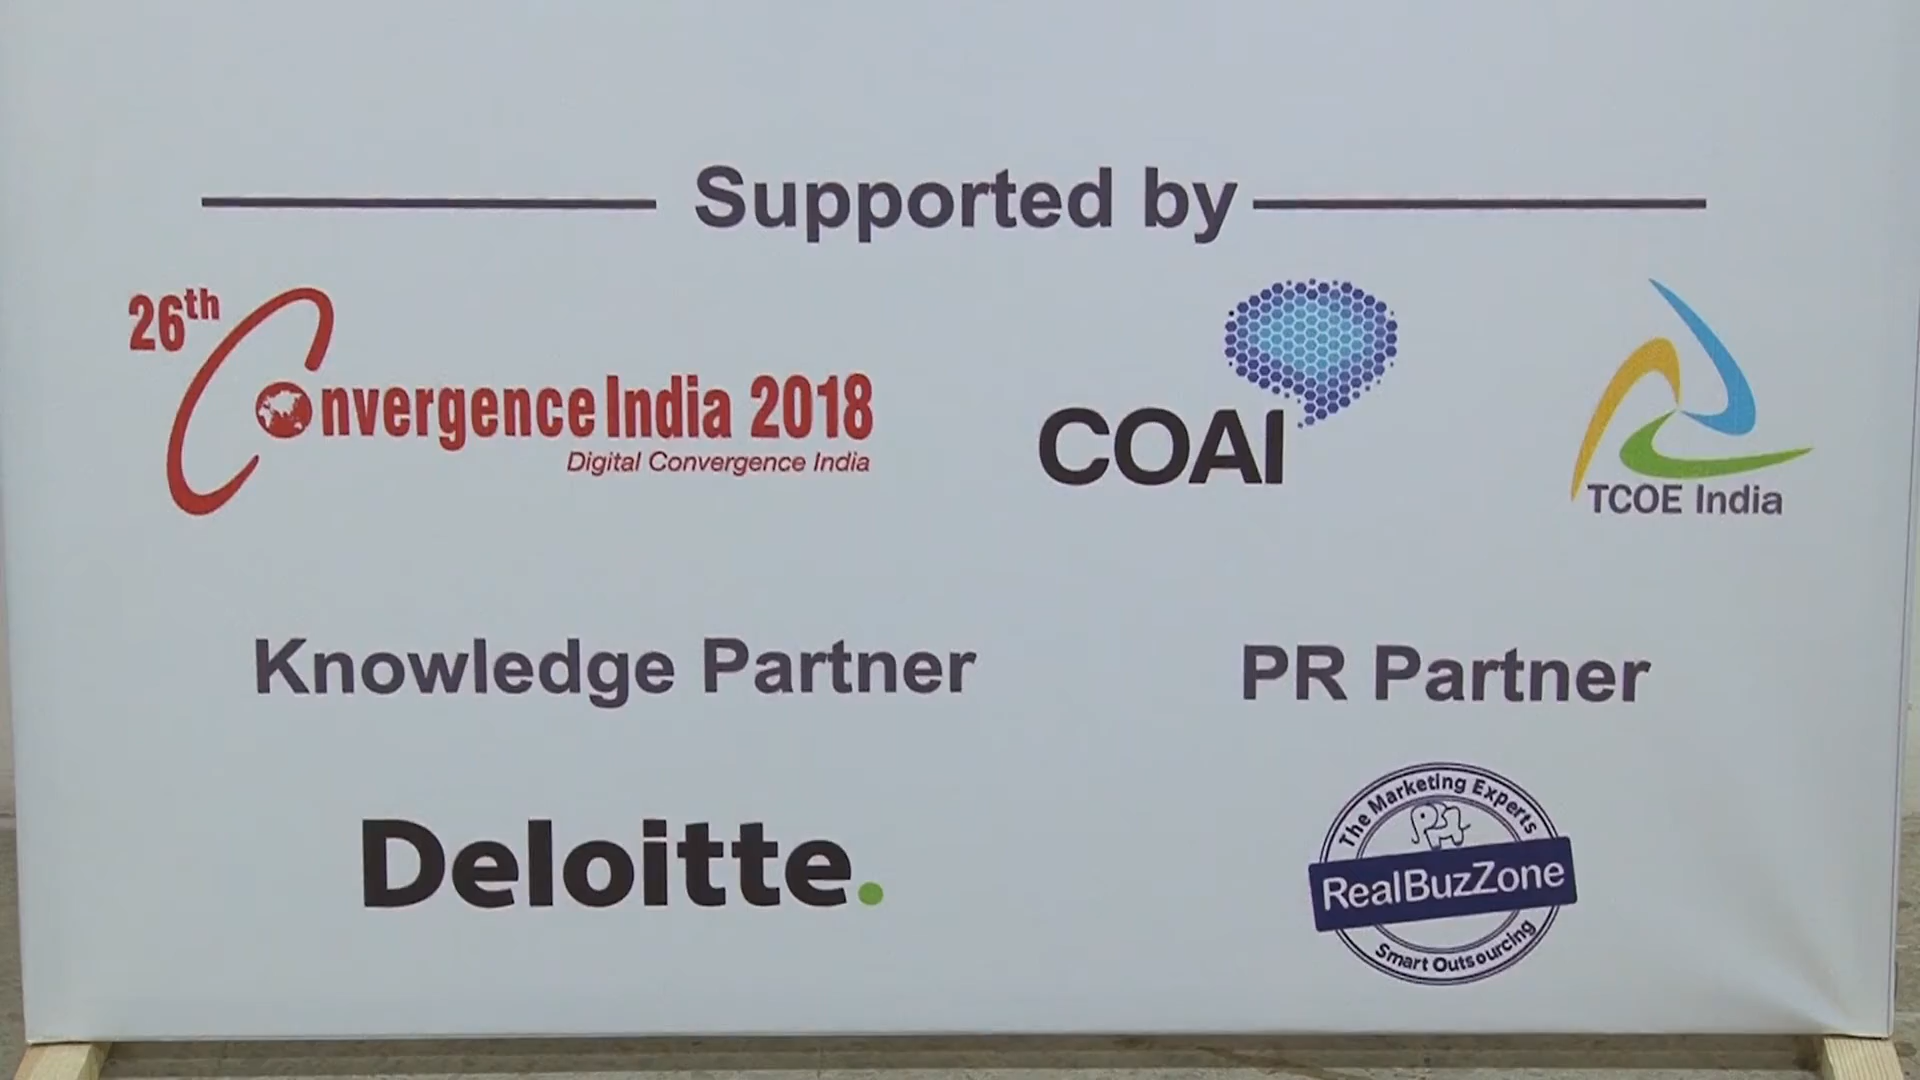 Supported by
26th
Convergence India 2018
Digital Convergence India
COAI
TCOE India
Knowledge Partner
PR Partner
Deloitte.
The Marketing Experts
RealBuzZone
Smart Outsourcing